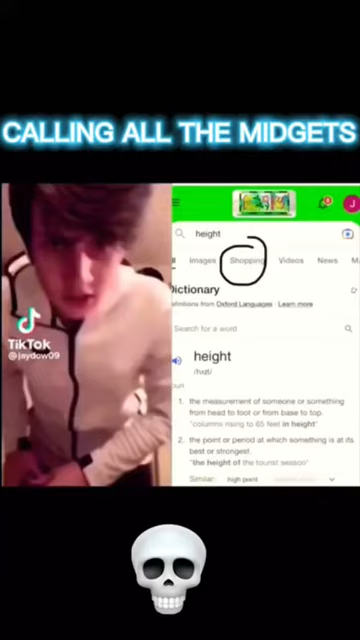 CALLING ALL THE MIDGETS
J
height
Images Shopping Videos News
Dictionary
Definitions from Oxford Languages · Learn more
Search for a word
height
/hʌɪt/
noun
1. the measurement of someone or something
from head to foot or from base to top.
"columns rising to 65 feet in height"
2. the point or period at which something is at its
best or strongest.
"the height of the tourist season"
Similar: high point
TikTok
@jaydow09